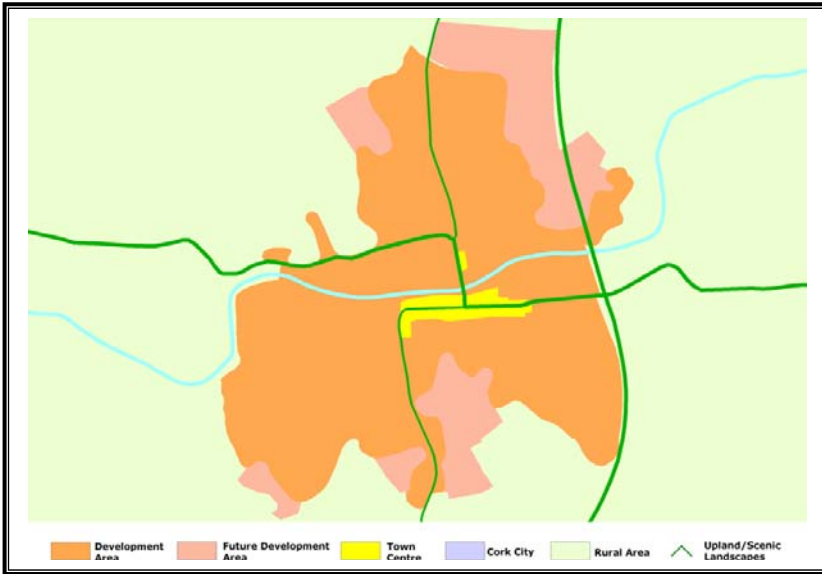 Development Area
Future Development Area
Town Centre
Cork City
Rural Area
Upland/Scenic Landscapes